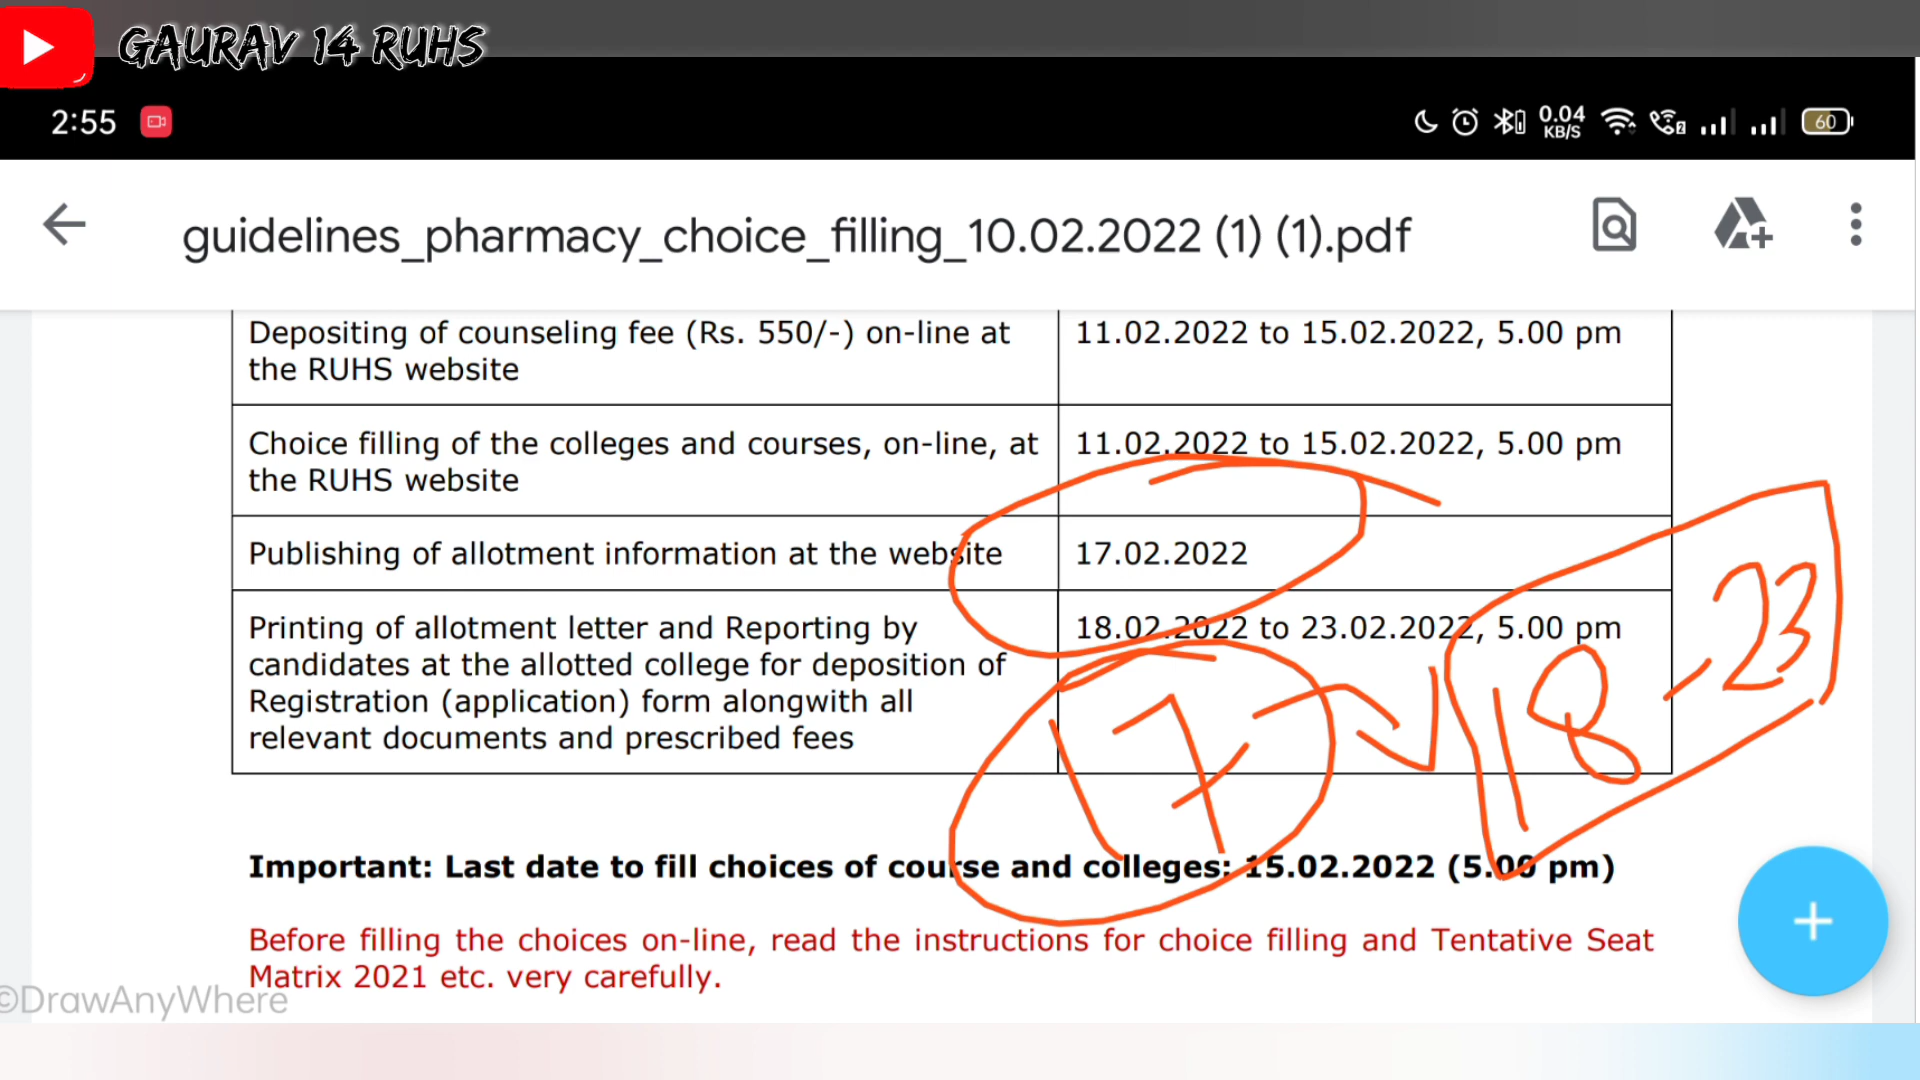 GAURAV 14 RUHS
2:55
0.04
KB/S
2
60
guidelines_pharmacy_choice_filling_10.02.2022 (1) (1).pdf
Depositing of counseling fee (Rs. 550/-) on-line at
the RUHS website
11.02.2022 to 15.02.2022, 5.00 pm
Choice filling of the colleges and courses, on-line, at
the RUHS website
11.02.2022 to 15.02.2022, 5.00 pm
Publishing of allotment information at the website
17.02.2022
Printing of allotment letter and Reporting by
candidates at the allotted college for deposition of
Registration (application) form alongwith all
relevant documents and prescribed fees
18.02.2022 to 23.02.2022, 5.00 pm
17
18 - 23
Important: Last date to fill choices of course and colleges: 15.02.2022 (5.00 pm)
Before filling the choices on-line, read the instructions for choice filling and Tentative Seat
Matrix 2021 etc. very carefully.
©DrawAnyWhere